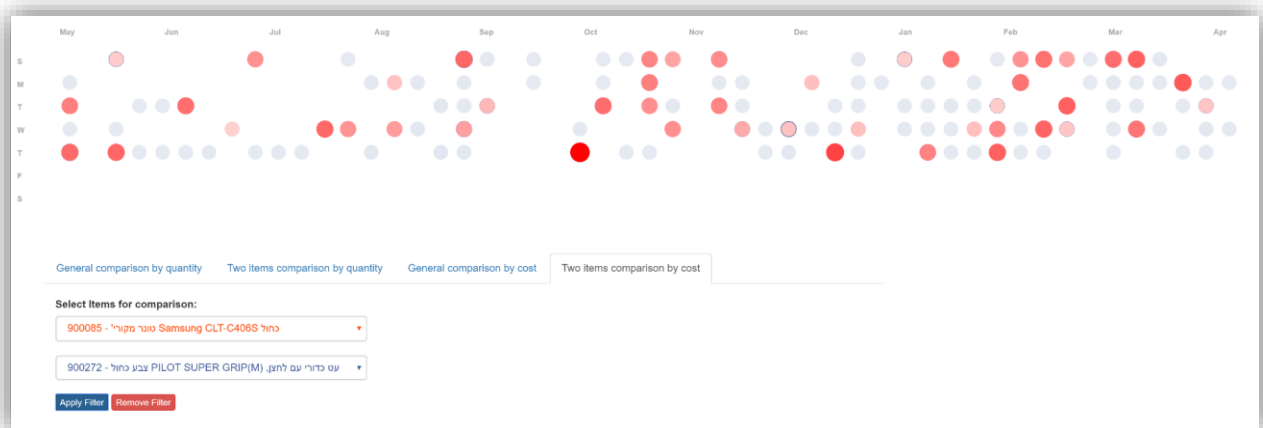 May Jun Jul Aug Sep Oct Nov Dec Jan Feb Mar Apr
S
M
T
W
T
F
S
General comparison by quantity Two items comparison by quantity General comparison by cost Two items comparison by cost
Select Items for comparison:
900085 - 'טונר מקורי Samsung CLT-C406S כחול
900272 - עט כדורי עם לחצן, PILOT SUPER GRIP(M) צבע כחול
Apply Filter Remove Filter